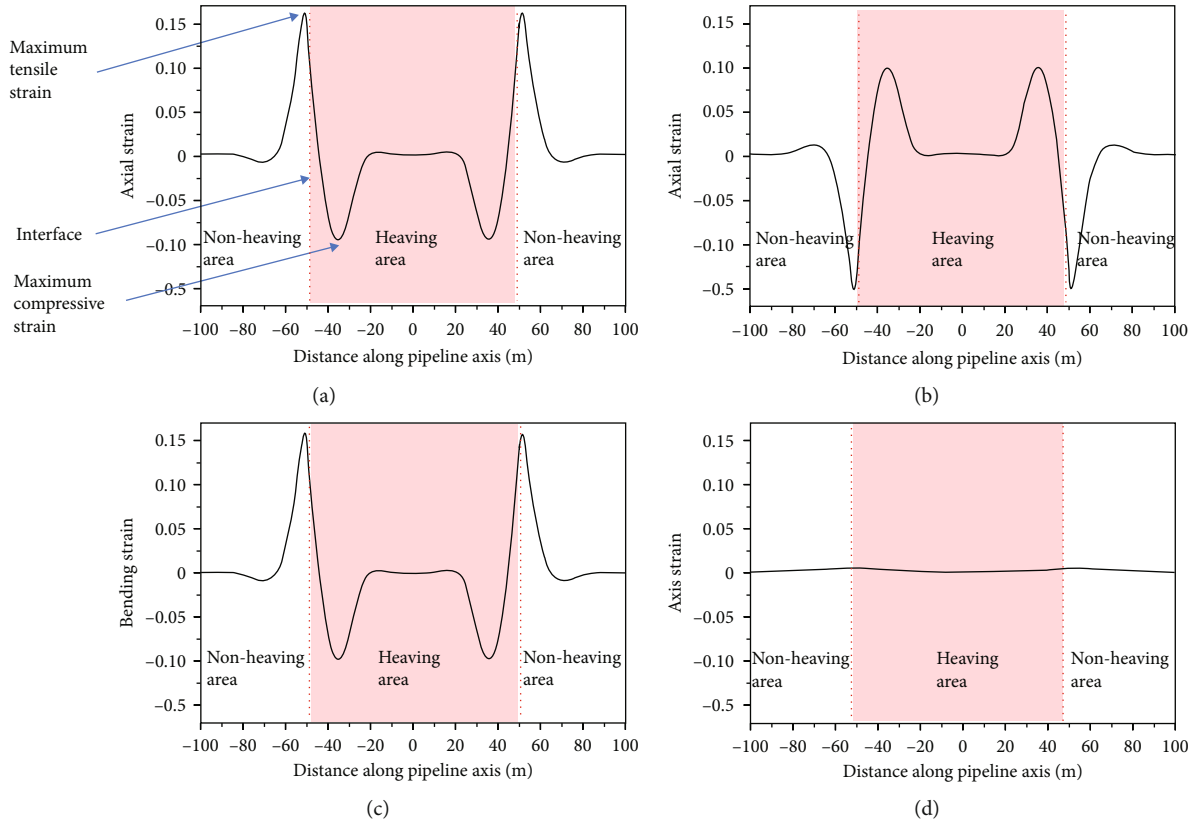 Maximum
tensile
strain
Interface
Maximum
compressive
strain
Axial strain
0.15
0.10
0.05
0
−0.05
−0.10
−0.5
Non-heaving
area
Heaving
area
Non-heaving
area
−100 −80 −60 −40 −20 0 20 40 60 80 100
Distance along pipeline axis (m)
(a)
Axial strain
0.15
0.10
0.05
0
−0.05
−0.10
−0.5
Non-heaving
area
Heaving
area
Non-heaving
area
−100 −80 −60 −40 −20 0 20 40 60 80 100
Distance along pipeline axis (m)
(b)
Bending strain
0.15
0.10
0.05
0
−0.05
−0.10
−0.5
Non-heaving
area
Heaving
area
Non-heaving
area
−100 −80 −60 −40 −20 0 20 40 60 80 100
Distance along pipeline axis (m)
(c)
Axis strain
0.15
0.10
0.05
0
−0.05
−0.10
−0.5
Non-heaving
area
Heaving
area
Non-heaving
area
−100 −80 −60 −40 −20 0 20 40 60 80 100
Distance along pipeline axis (m)
(d)